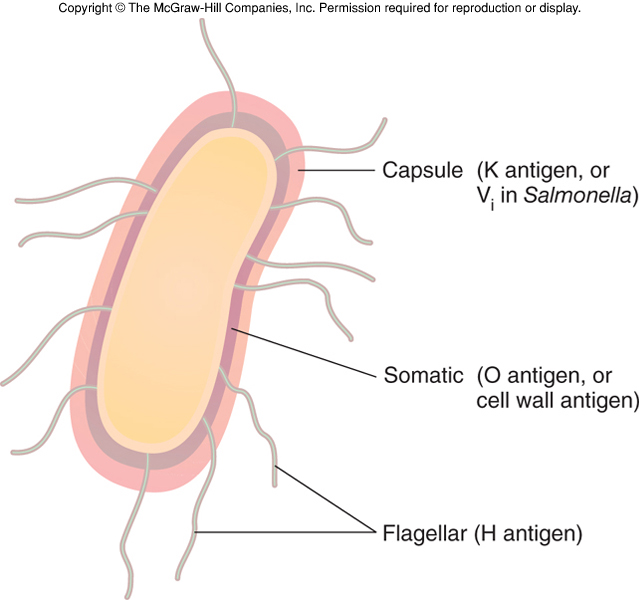 Copyright © The McGraw-Hill Companies, Inc. Permission required for reproduction or display.
Capsule (K antigen, or
Vi in Salmonella)
Somatic (O antigen, or
cell wall antigen)
Flagellar (H antigen)